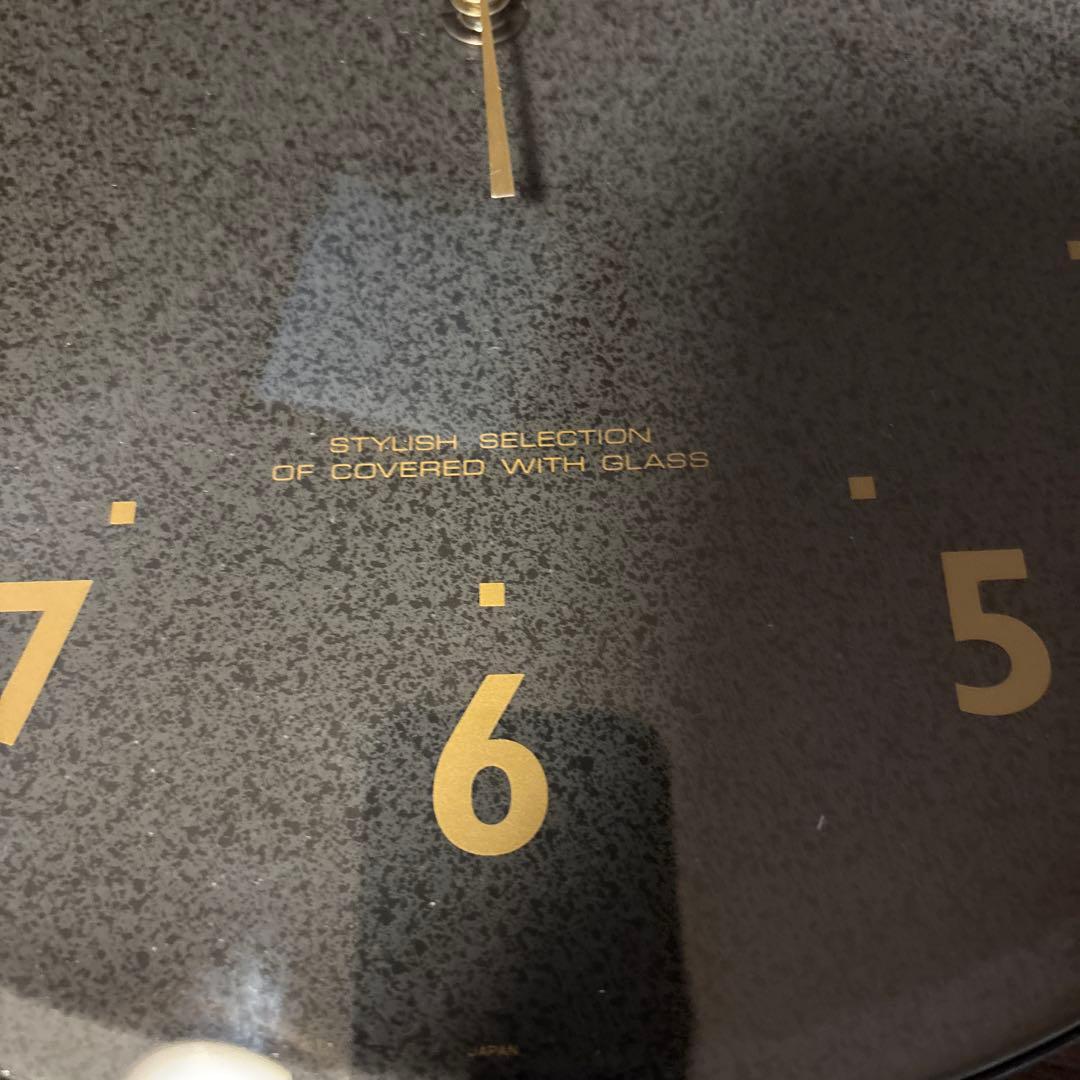 STYLISH SELECTION
OF COVERED WITH GLASS
7
6
5
JAPAN